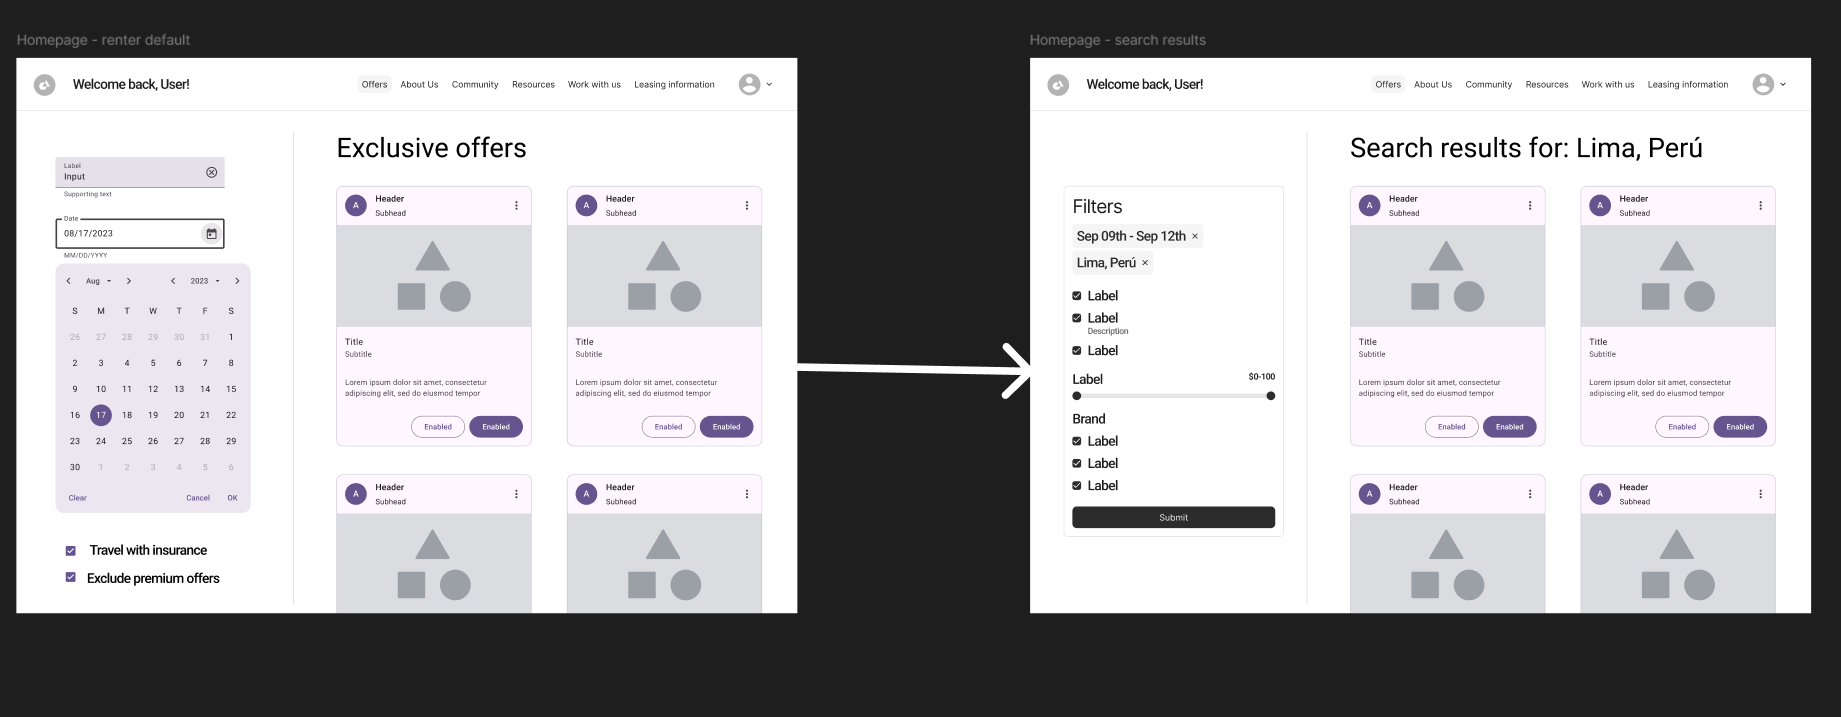 Homepage - renter default
Welcome back, User!
Offers About Us Community Resources Work with us Leasing information
Label
Input
Supporting text
Date
08/17/2023
MM/DD/YYYY
Aug 2023
S M T W T F S
26 27 28 29 30 31 1
2 3 4 5 6 7 8
9 10 11 12 13 14 15
16 17 18 19 20 21 22
23 24 25 26 27 28 29
30 1 2 3 4 5 6
Clear Cancel OK
Travel with insurance
Exclude premium offers
Exclusive offers
A Header
Subhead
Title
Subtitle
Lorem ipsum dolor sit amet, consectetur
adipiscing elit, sed do eiusmod tempor
Enabled Enabled
A Header
Subhead
Title
Subtitle
Lorem ipsum dolor sit amet, consectetur
adipiscing elit, sed do eiusmod tempor
Enabled Enabled
A Header
Subhead
A Header
Subhead
Homepage - search results
Welcome back, User!
Offers About Us Community Resources Work with us Leasing information
Filters
Sep 09th - Sep 12th
Lima, Perú
Label
Label
Description
Label
Label $0-100
Brand
Label
Label
Label
Submit
Search results for: Lima, Perú
A Header
Subhead
Title
Subtitle
Lorem ipsum dolor sit amet, consectetur
adipiscing elit, sed do eiusmod tempor
Enabled Enabled
A Header
Subhead
Title
Subtitle
Lorem ipsum dolor sit amet, consectetur
adipiscing elit, sed do eiusmod tempor
Enabled Enabled
A Header
Subhead
A Header
Subhead